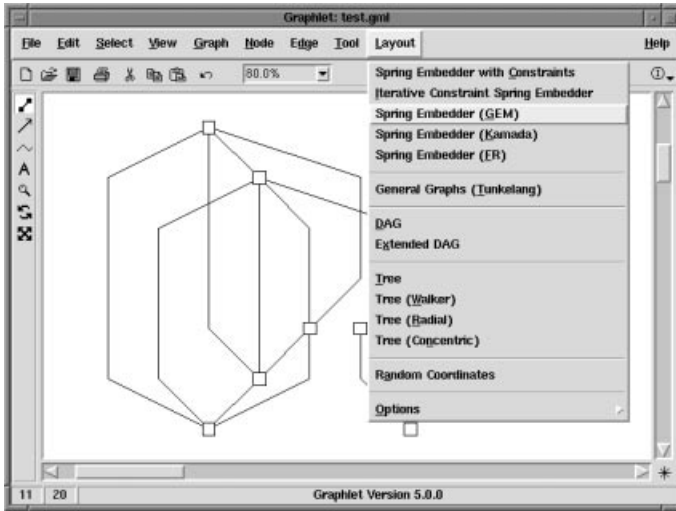 Graphlet: test.gml
File Edit Select View Graph Node Edge Tool Layout Help
80.0%
Spring Embedder with Constraints
Iterative Constraint Spring Embedder
Spring Embedder (GEM)
Spring Embedder (Kamada)
Spring Embedder (FR)
General Graphs (Tunkelang)
DAG
Extended DAG
Tree
Tree (Walker)
Tree (Radial)
Tree (Concentric)
Random Coordinates
Options
A
11 20 Graphlet Version 5.0.0